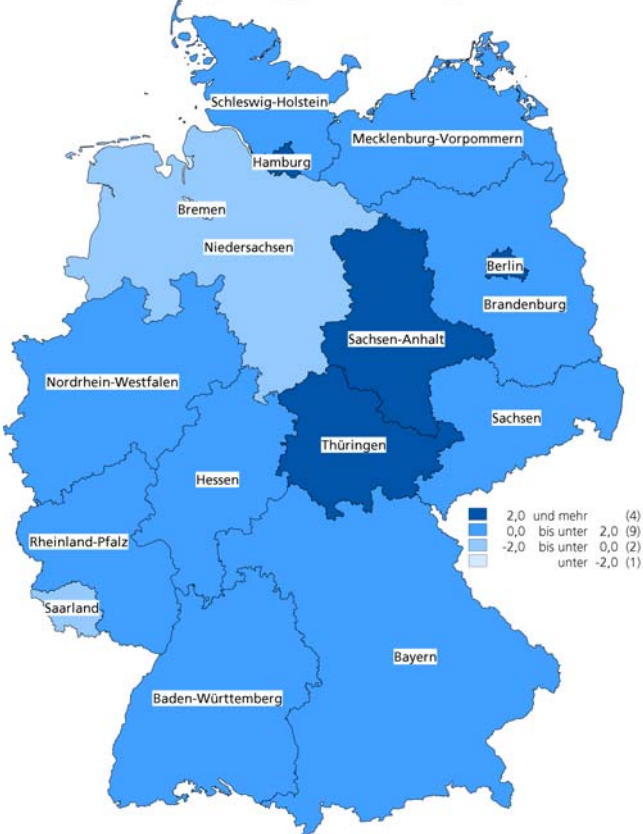 Schleswig-Holstein
Mecklenburg-Vorpommern
Hamburg
Bremen
Niedersachsen
Berlin
Brandenburg
Sachsen-Anhalt
Nordrhein-Westfalen
Sachsen
Thüringen
Hessen
2,0 und mehr (4)
0,0 bis unter 2,0 (9)
-2,0 bis unter 0,0 (2)
unter -2,0 (1)
Rheinland-Pfalz
Saarland
Bayern
Baden-Württemberg